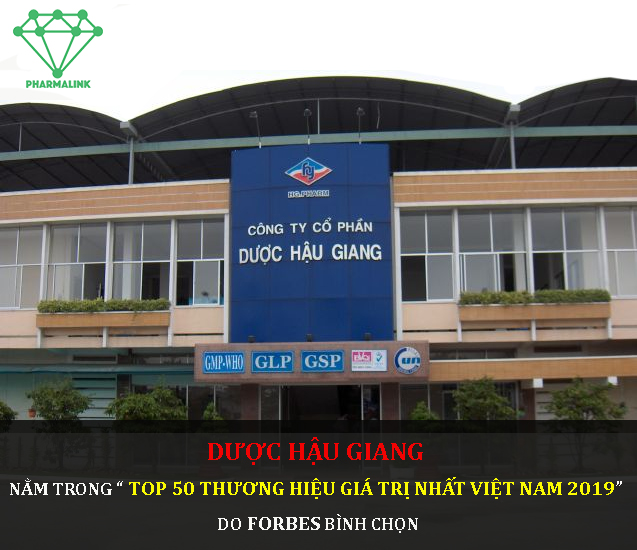 PHARMALINK
HG.PHARM
CÔNG TY CỔ PHẦN
DƯỢC HẬU GIANG
GMP-WHO GLP GSP
DƯỢC HẬU GIANG
NẰM TRONG “ TOP 50 THƯƠNG HIỆU GIÁ TRỊ NHẤT VIỆT NAM 2019”
DO FORBES BÌNH CHỌN